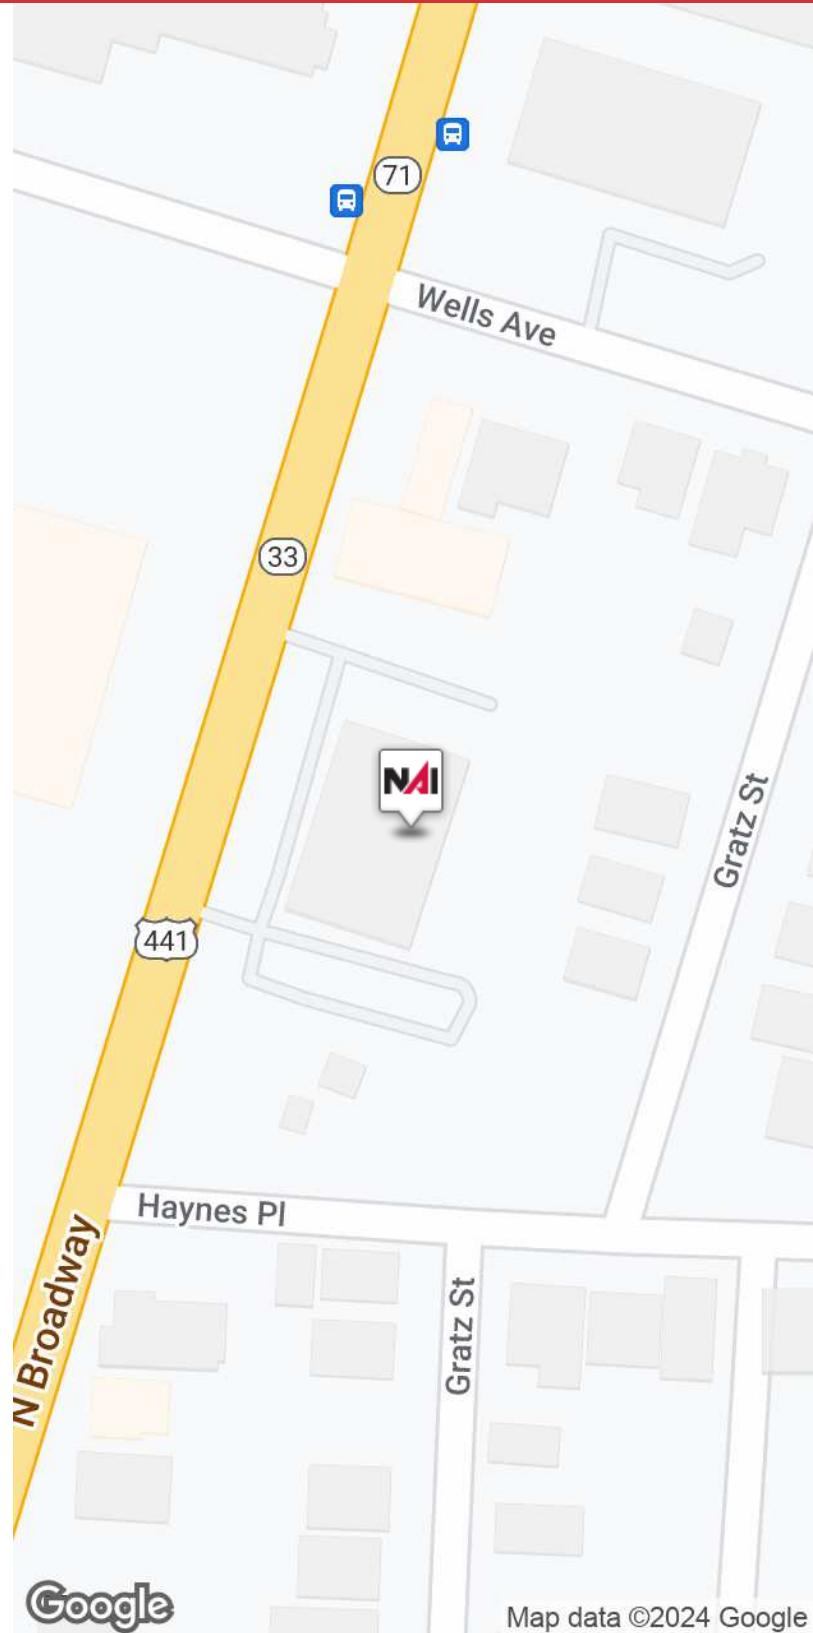 71
Wells Ave
33
NAI
Gratz St
441
Haynes Pl
N Broadway
Gratz St
Google
Map data ©2024 Google